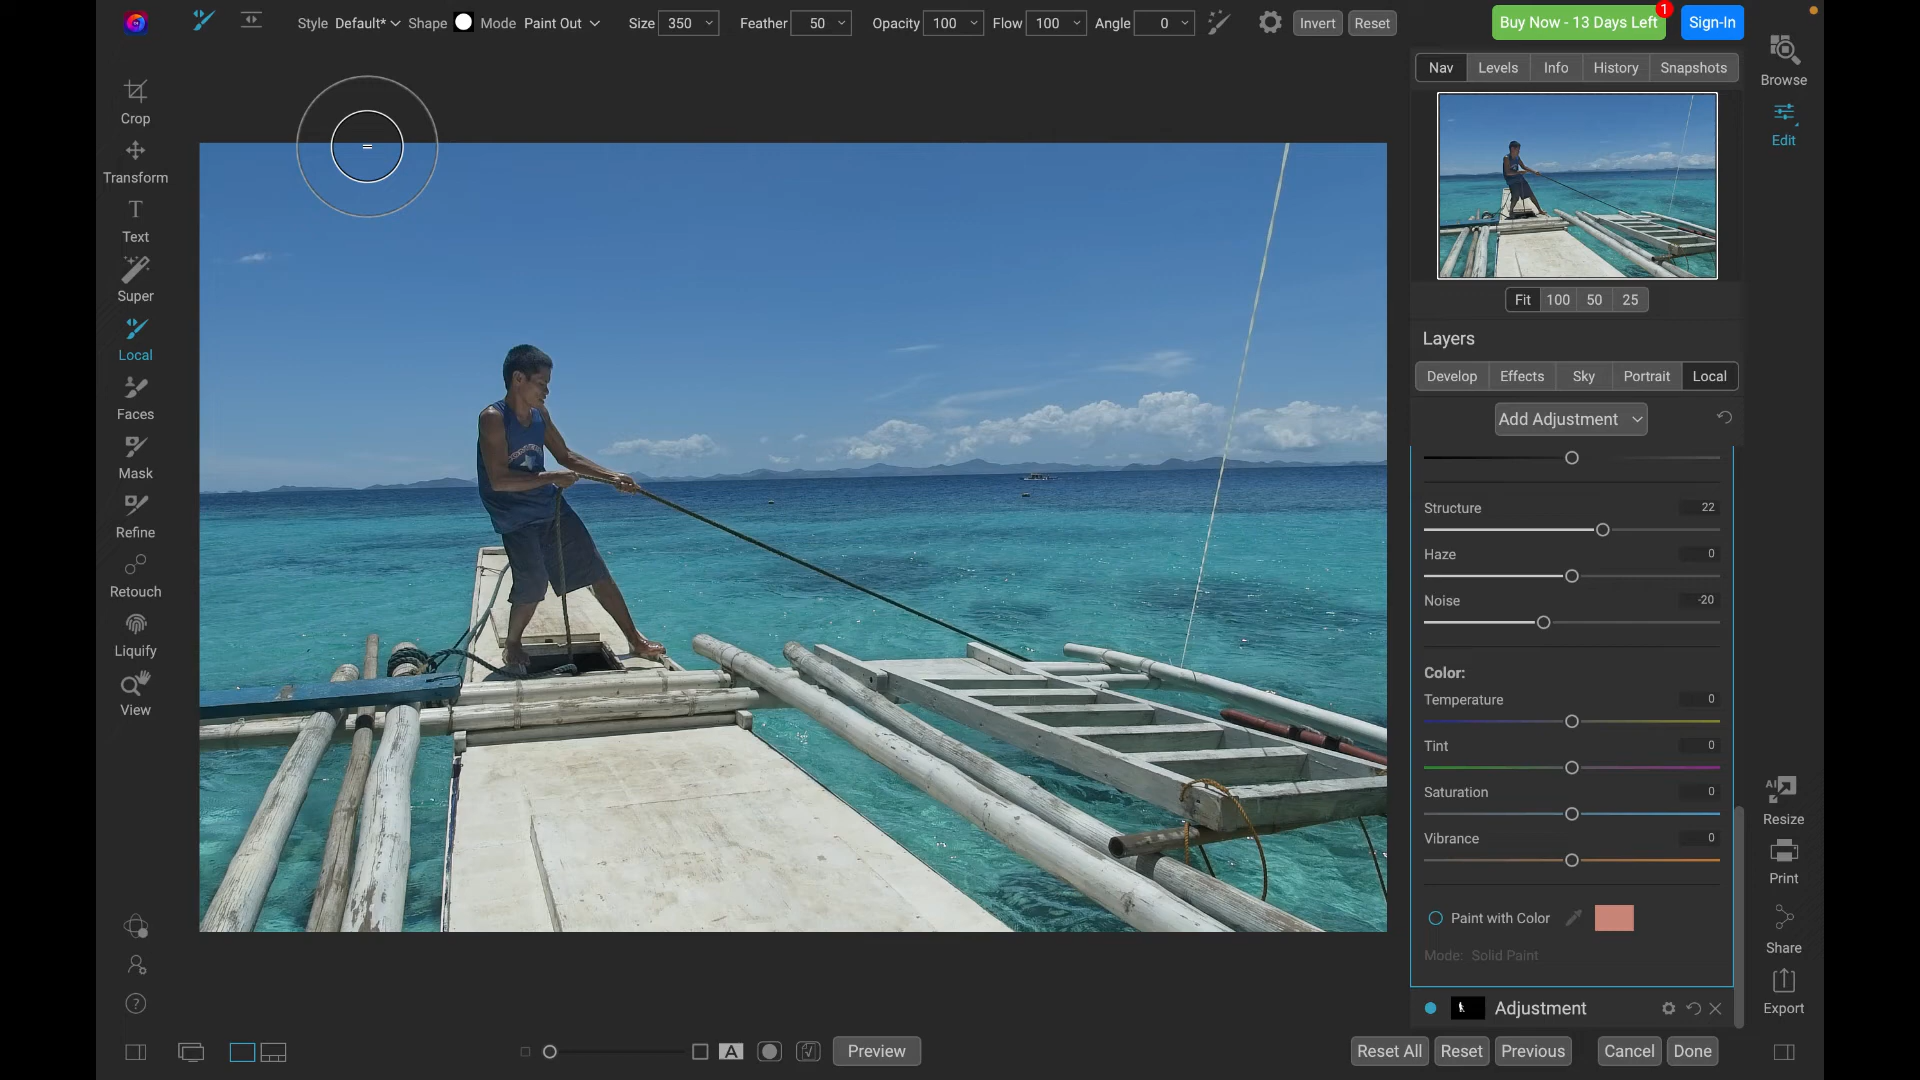 Style Default* Shape Mode Paint Out Size 350 Feather 50 Opacity 100 Flow 100 Angle 0 Invert Reset Buy Now - 13 Days Left 1 Sign-In
Crop
Transform
Text
Super
Local
Faces
Mask
Refine
Retouch
Liquify
View
Nav Levels Info History Snapshots
Fit 100 50 25
Layers
Develop Effects Sky Portrait Local
Add Adjustment
Structure 22
Haze 0
Noise -20
Color:
Temperature 0
Tint 0
Saturation 0
Vibrance 0
Paint with Color
Mode: Solid Paint
Adjustment
Browse
Edit
AI
Resize
Print
Share
Export
A Preview Reset All Reset Previous Cancel Done